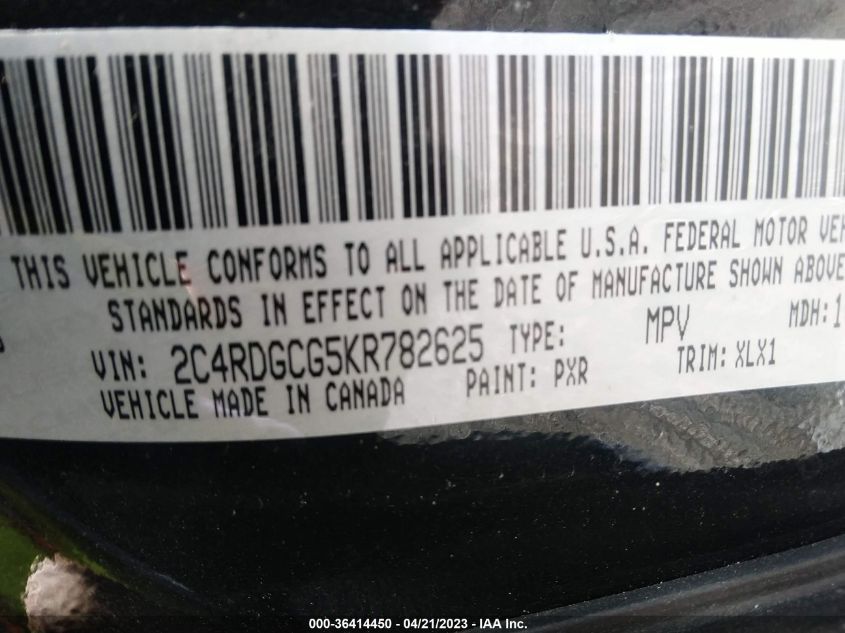 THIS VEHICLE CONFORMS TO ALL APPLICABLE U.S.A. FEDERAL MOTOR VEH
STANDARDS IN EFFECT ON THE DATE OF MANUFACTURE SHOWN ABOVE
VIN: 2C4RDGCG5KR782625 TYPE: MPV MDH: 1
VEHICLE MADE IN CANADA PAINT: PXR TRIM: XLX1
000-36414450 / 04/21/2023 - IAA Inc.